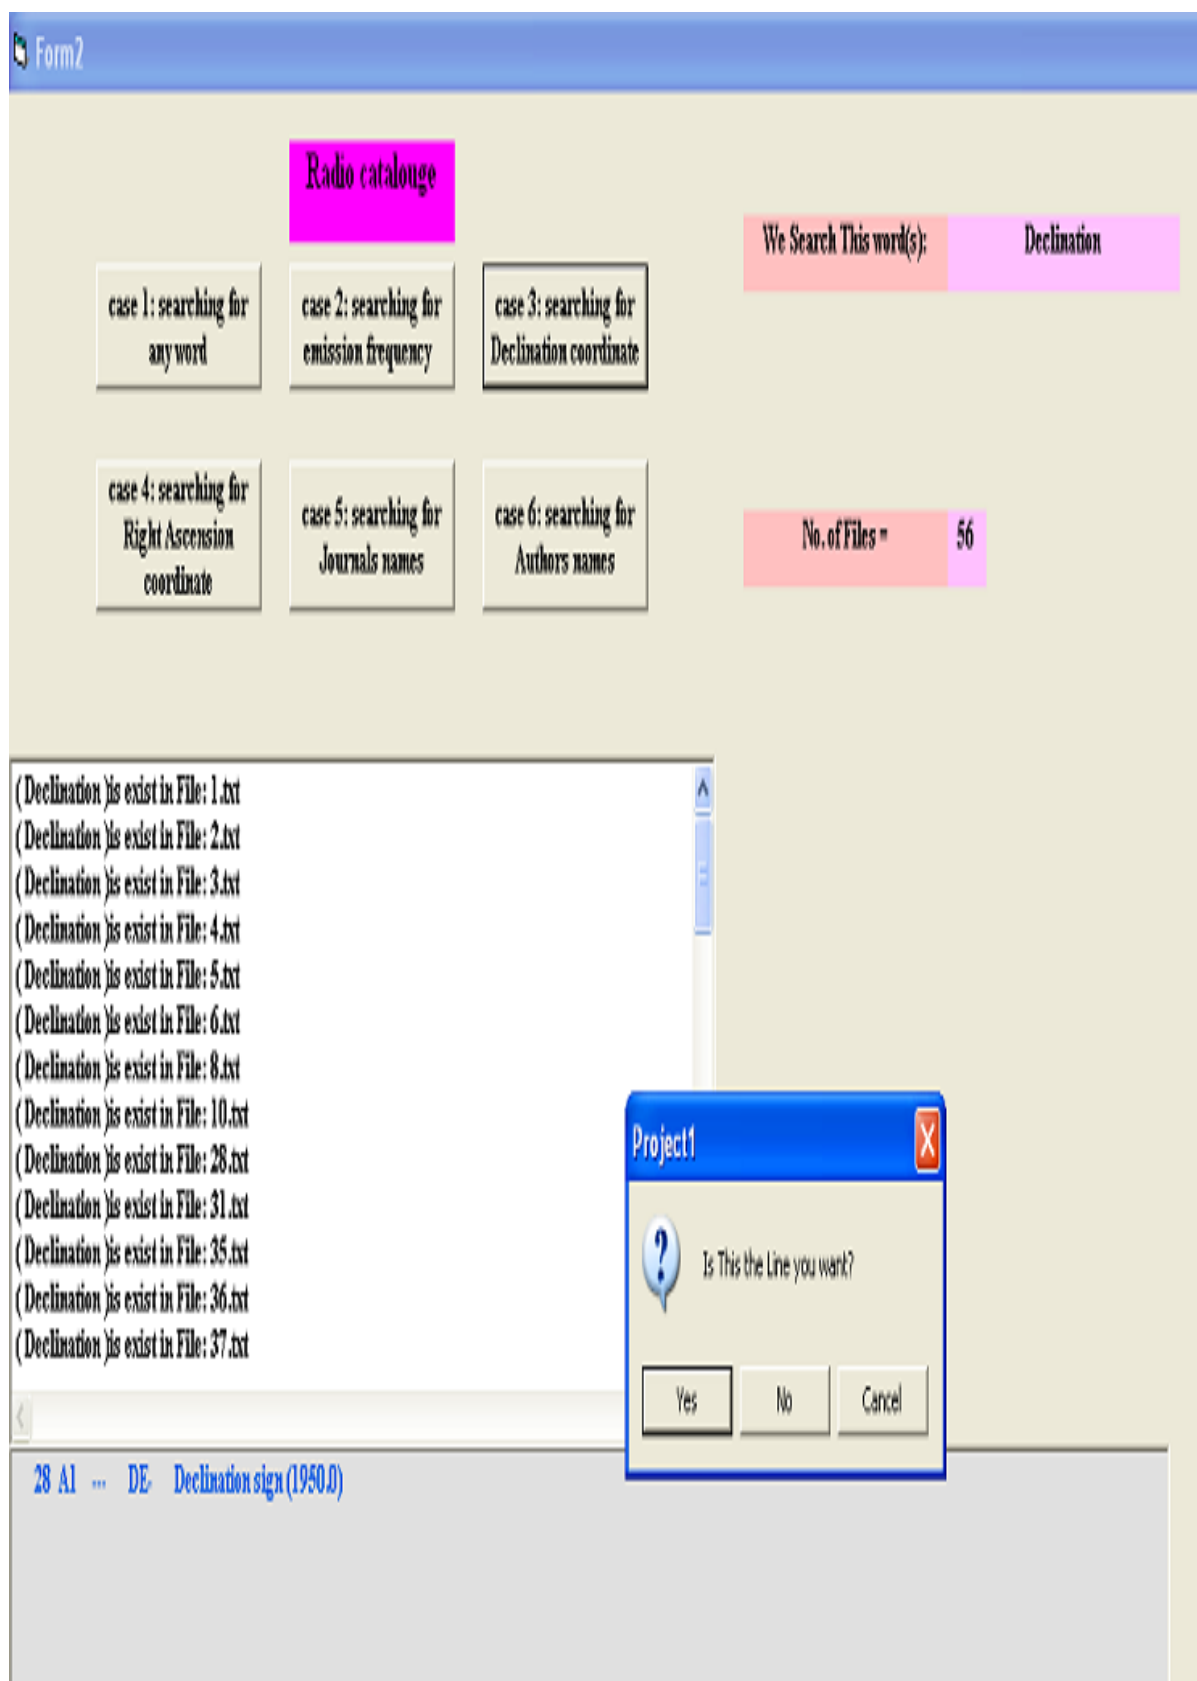 Form2
Radio catalouge
We Search This word(s):
Declination
case 1: searching for
any word
case 2: searching for
emission frequency
case 3: searching for
Declination coordinate
case 4: searching for
Right Ascension
coordinate
case 5: searching for
Journals names
case 6: searching for
Authors names
No. of Files =
56
( Declination )is exist in File: 1.txt
( Declination )is exist in File: 2.txt
( Declination )is exist in File: 3.txt
( Declination )is exist in File: 4.txt
( Declination )is exist in File: 5.txt
( Declination )is exist in File: 6.txt
( Declination )is exist in File: 8.txt
( Declination )is exist in File: 10.txt
( Declination )is exist in File: 28.txt
( Declination )is exist in File: 31.txt
( Declination )is exist in File: 35.txt
( Declination )is exist in File: 36.txt
( Declination )is exist in File: 37.txt
Project1
?
Is This the Line you want?
Yes
No
Cancel
28 A1 --- DE- Declination sign (1950.0)